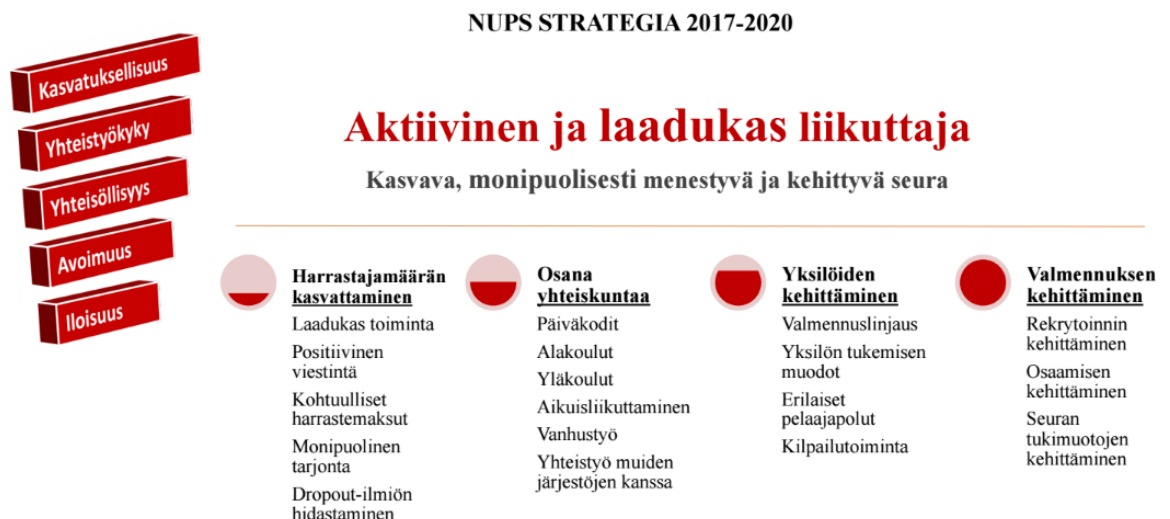 NUPS STRATEGIA 2017-2020
Kasvatuksellisuus
Yhteistyökyky
Yhteisöllisyys
Avoimuus
Iloisuus
Aktiivinen ja laadukas liikuttaja
Kasvava, monipuolisesti menestyvä ja kehittyvä seura
Harrastajamäärän
kasvattaminen
Laadukas toiminta
Positiivinen
viestintä
Kohtuulliset
harrastemaksut
Monipuolinen
tarjonta
Dropout-ilmiön
hidastaminen
Osana
yhteiskuntaa
Päiväkodit
Alakoulut
Yläkoulut
Aikuisliikuttaminen
Vanhustyö
Yhteistyö muiden
järjestöjen kanssa
Yksilöiden
kehittäminen
Valmennuslinjaus
Yksilön tukemisen
muodot
Erilaiset
pelaajapolut
Kilpailutoiminta
Valmennuksen
kehittäminen
Rekrytoinnin
kehittäminen
Osaamisen
kehittäminen
Seuran
tukimuotojen
kehittäminen